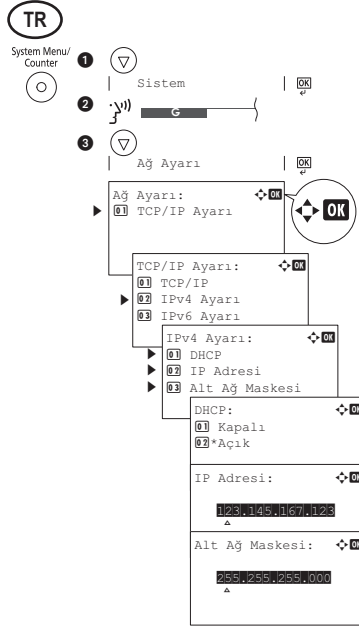 TR
System Menu/
Counter
1
Sistem
OK
2
G
3
Ağ Ayarı
OK
Ağ Ayarı: OK
01 TCP/IP Ayarı
OK
TCP/IP Ayarı: OK
01 TCP/IP
02 IPv4 Ayarı
03 IPv6 Ayarı
IPv4 Ayarı: OK
01 DHCP
02 IP Adresi
03 Alt Ağ Maskesi
DHCP: OK
01 Kapalı
02 *Açık
IP Adresi: OK
123.145.167.123
Alt Ağ Maskesi: OK
255.255.255.000